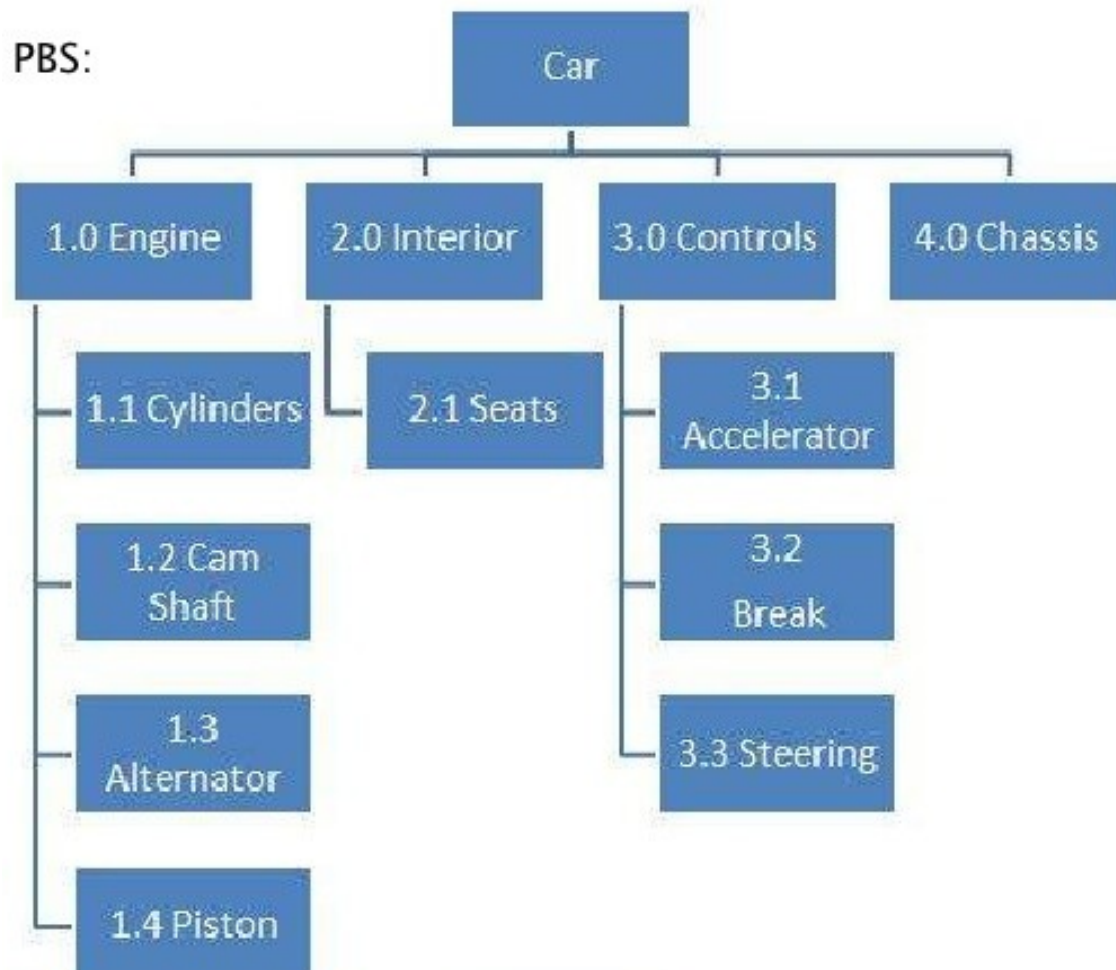 PBS:
Car
1.0 Engine
2.0 Interior
3.0 Controls
4.0 Chassis
1.1 Cylinders
2.1 Seats
3.1
Accelerator
1.2 Cam
Shaft
3.2
Break
1.3
Alternator
3.3 Steering
1.4 Piston